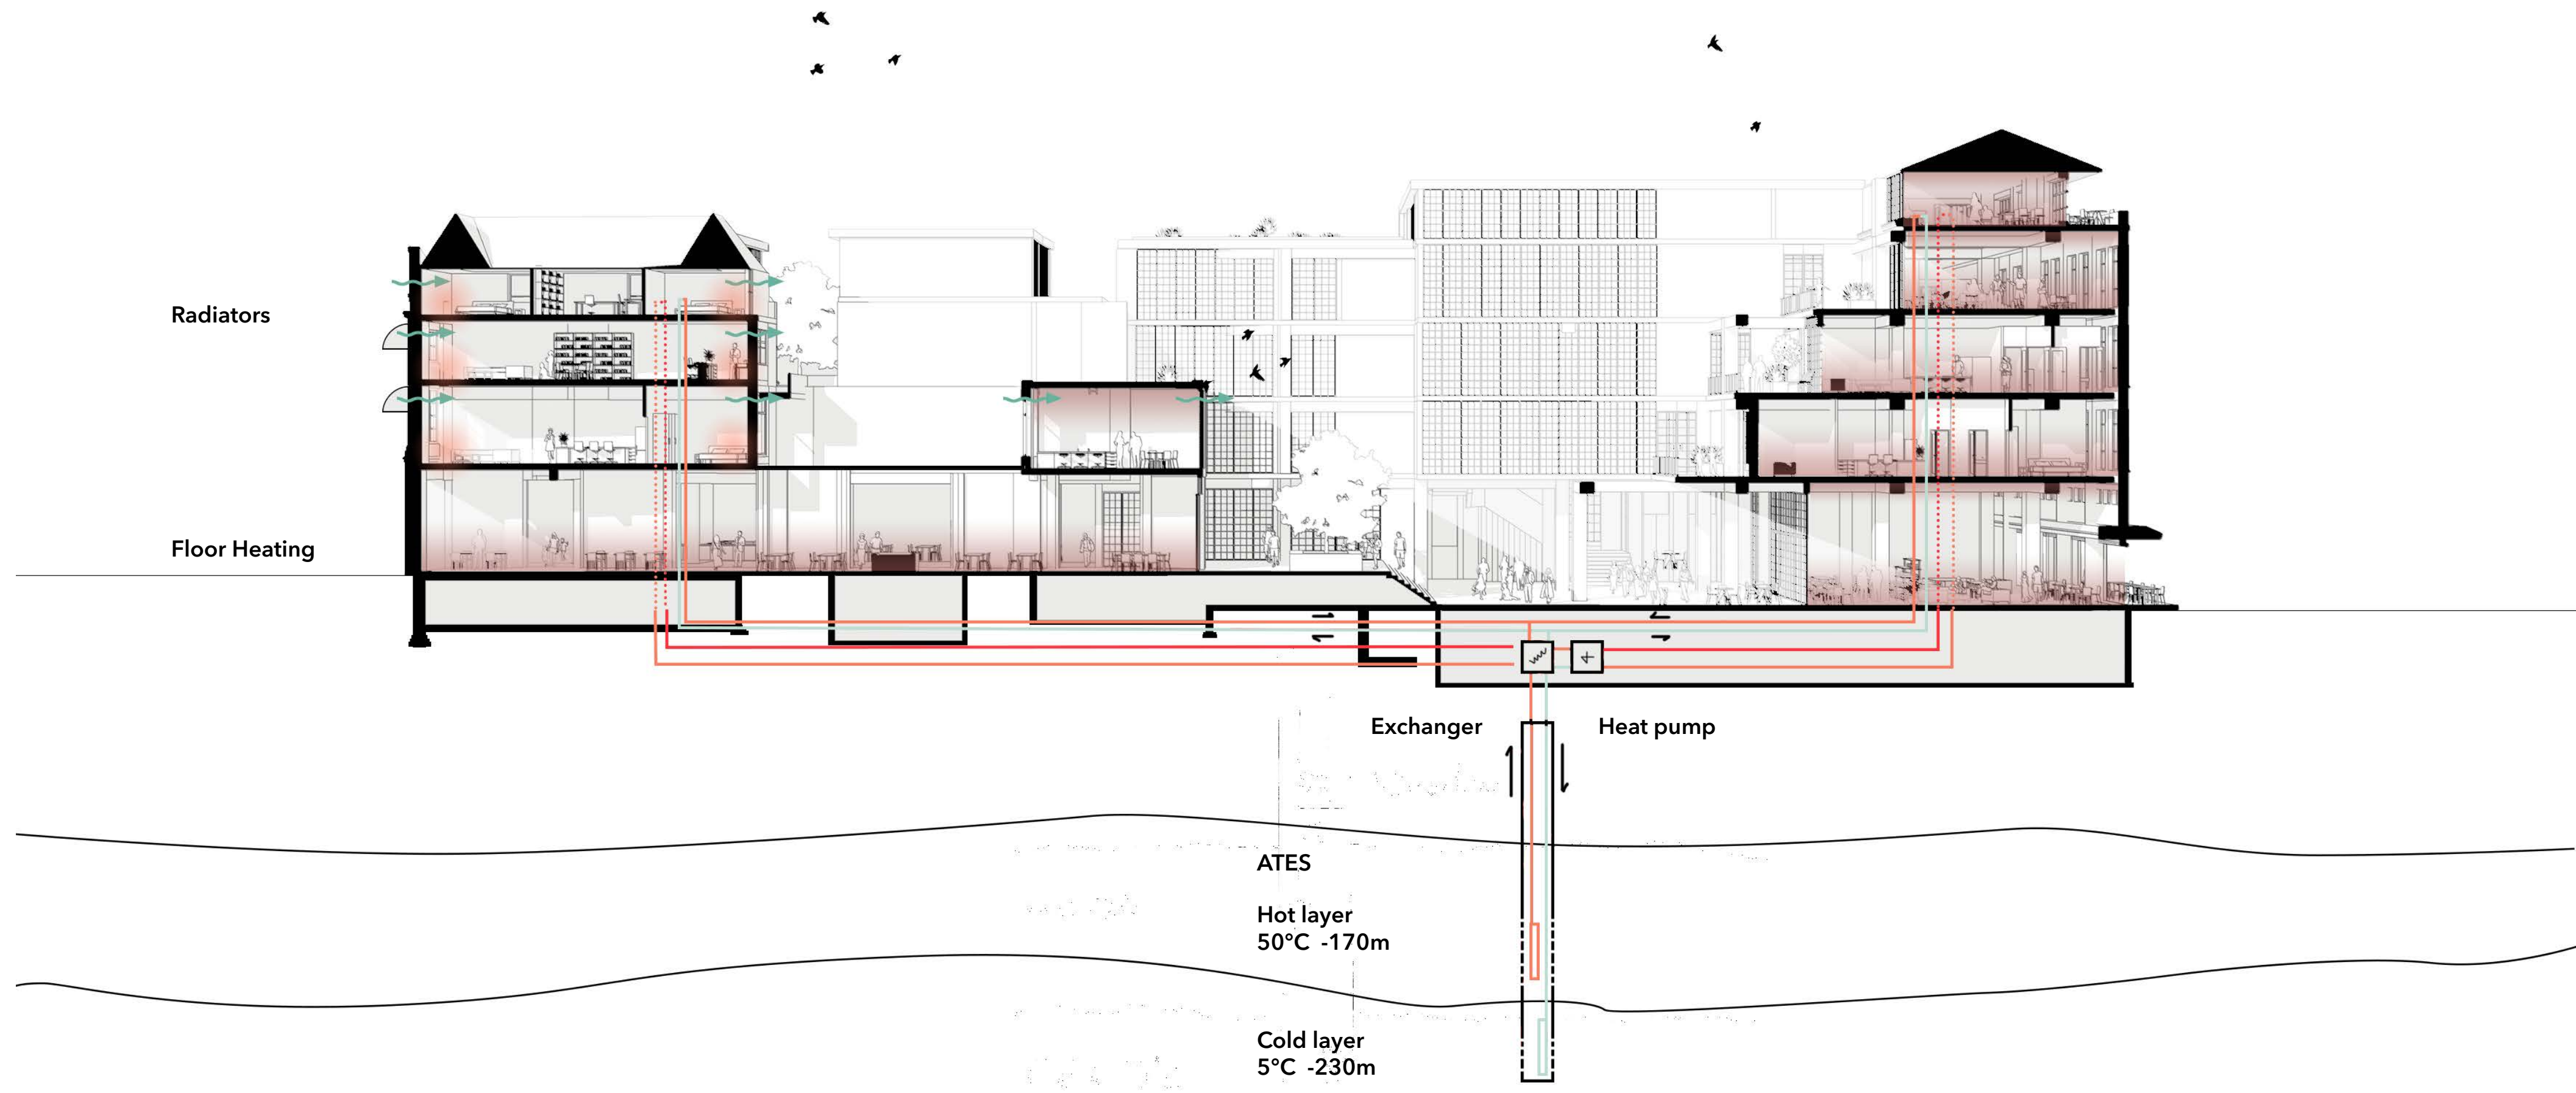 Radiators
Floor Heating
Exchanger
Heat pump
ATES
Hot layer
50°C -170m
Cold layer
5°C -230m